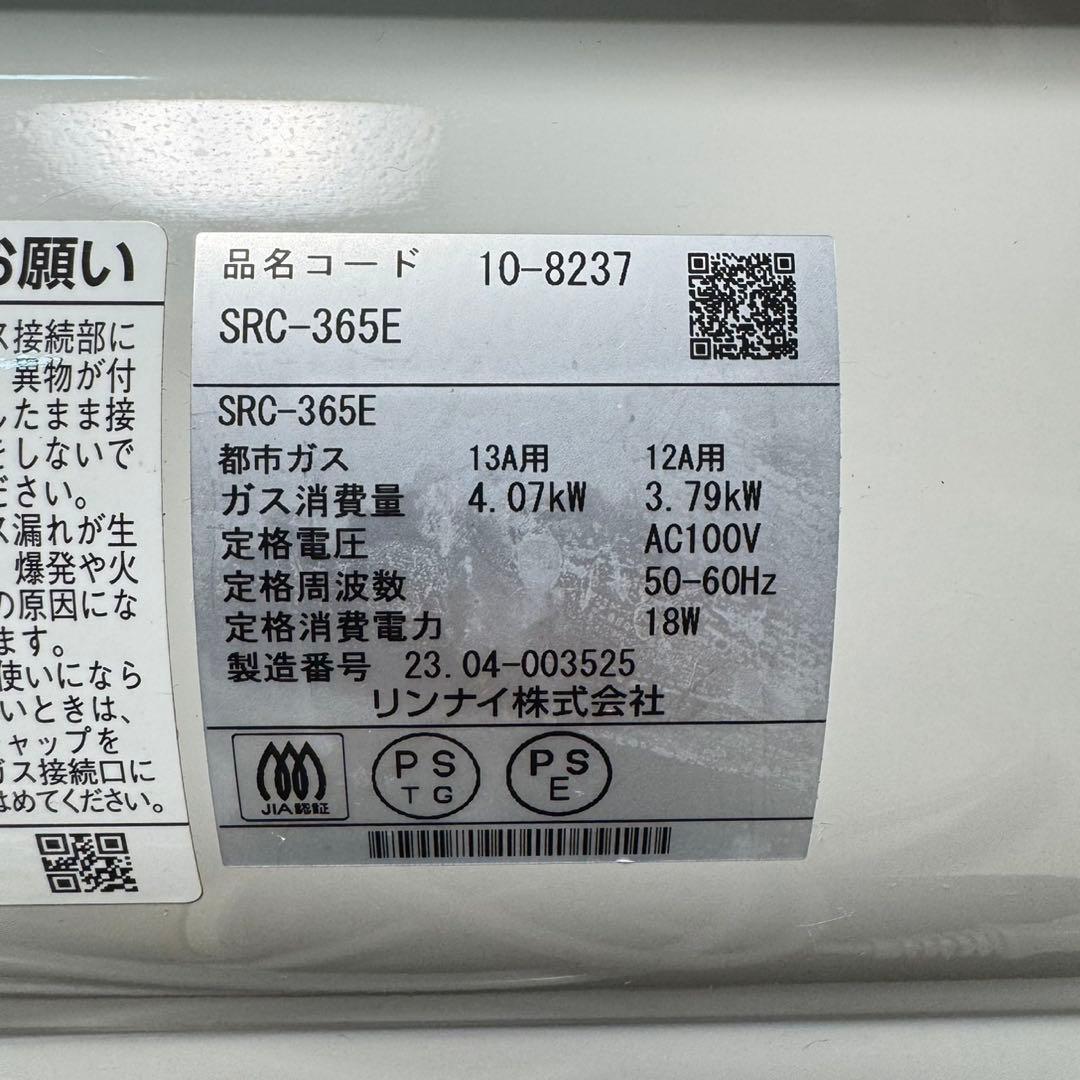 お願い
ス接続部に
異物が付
したまま接
をしないで
ださい。
ス漏れが生
爆発や火
の原因にな
ます。
使いになら
いときは、
キャップを
ガス接続口に
はめてください。
品名コード 10-8237
SRC-365E
SRC-365E
都市ガス 13A用 12A用
ガス消費量 4.07kW 3.79kW
定格電圧 AC100V
定格周波数 50-60Hz
定格消費電力 18W
製造番号 23.04-003525
リンナイ株式会社
JIA認証
PS
TG
PS
E